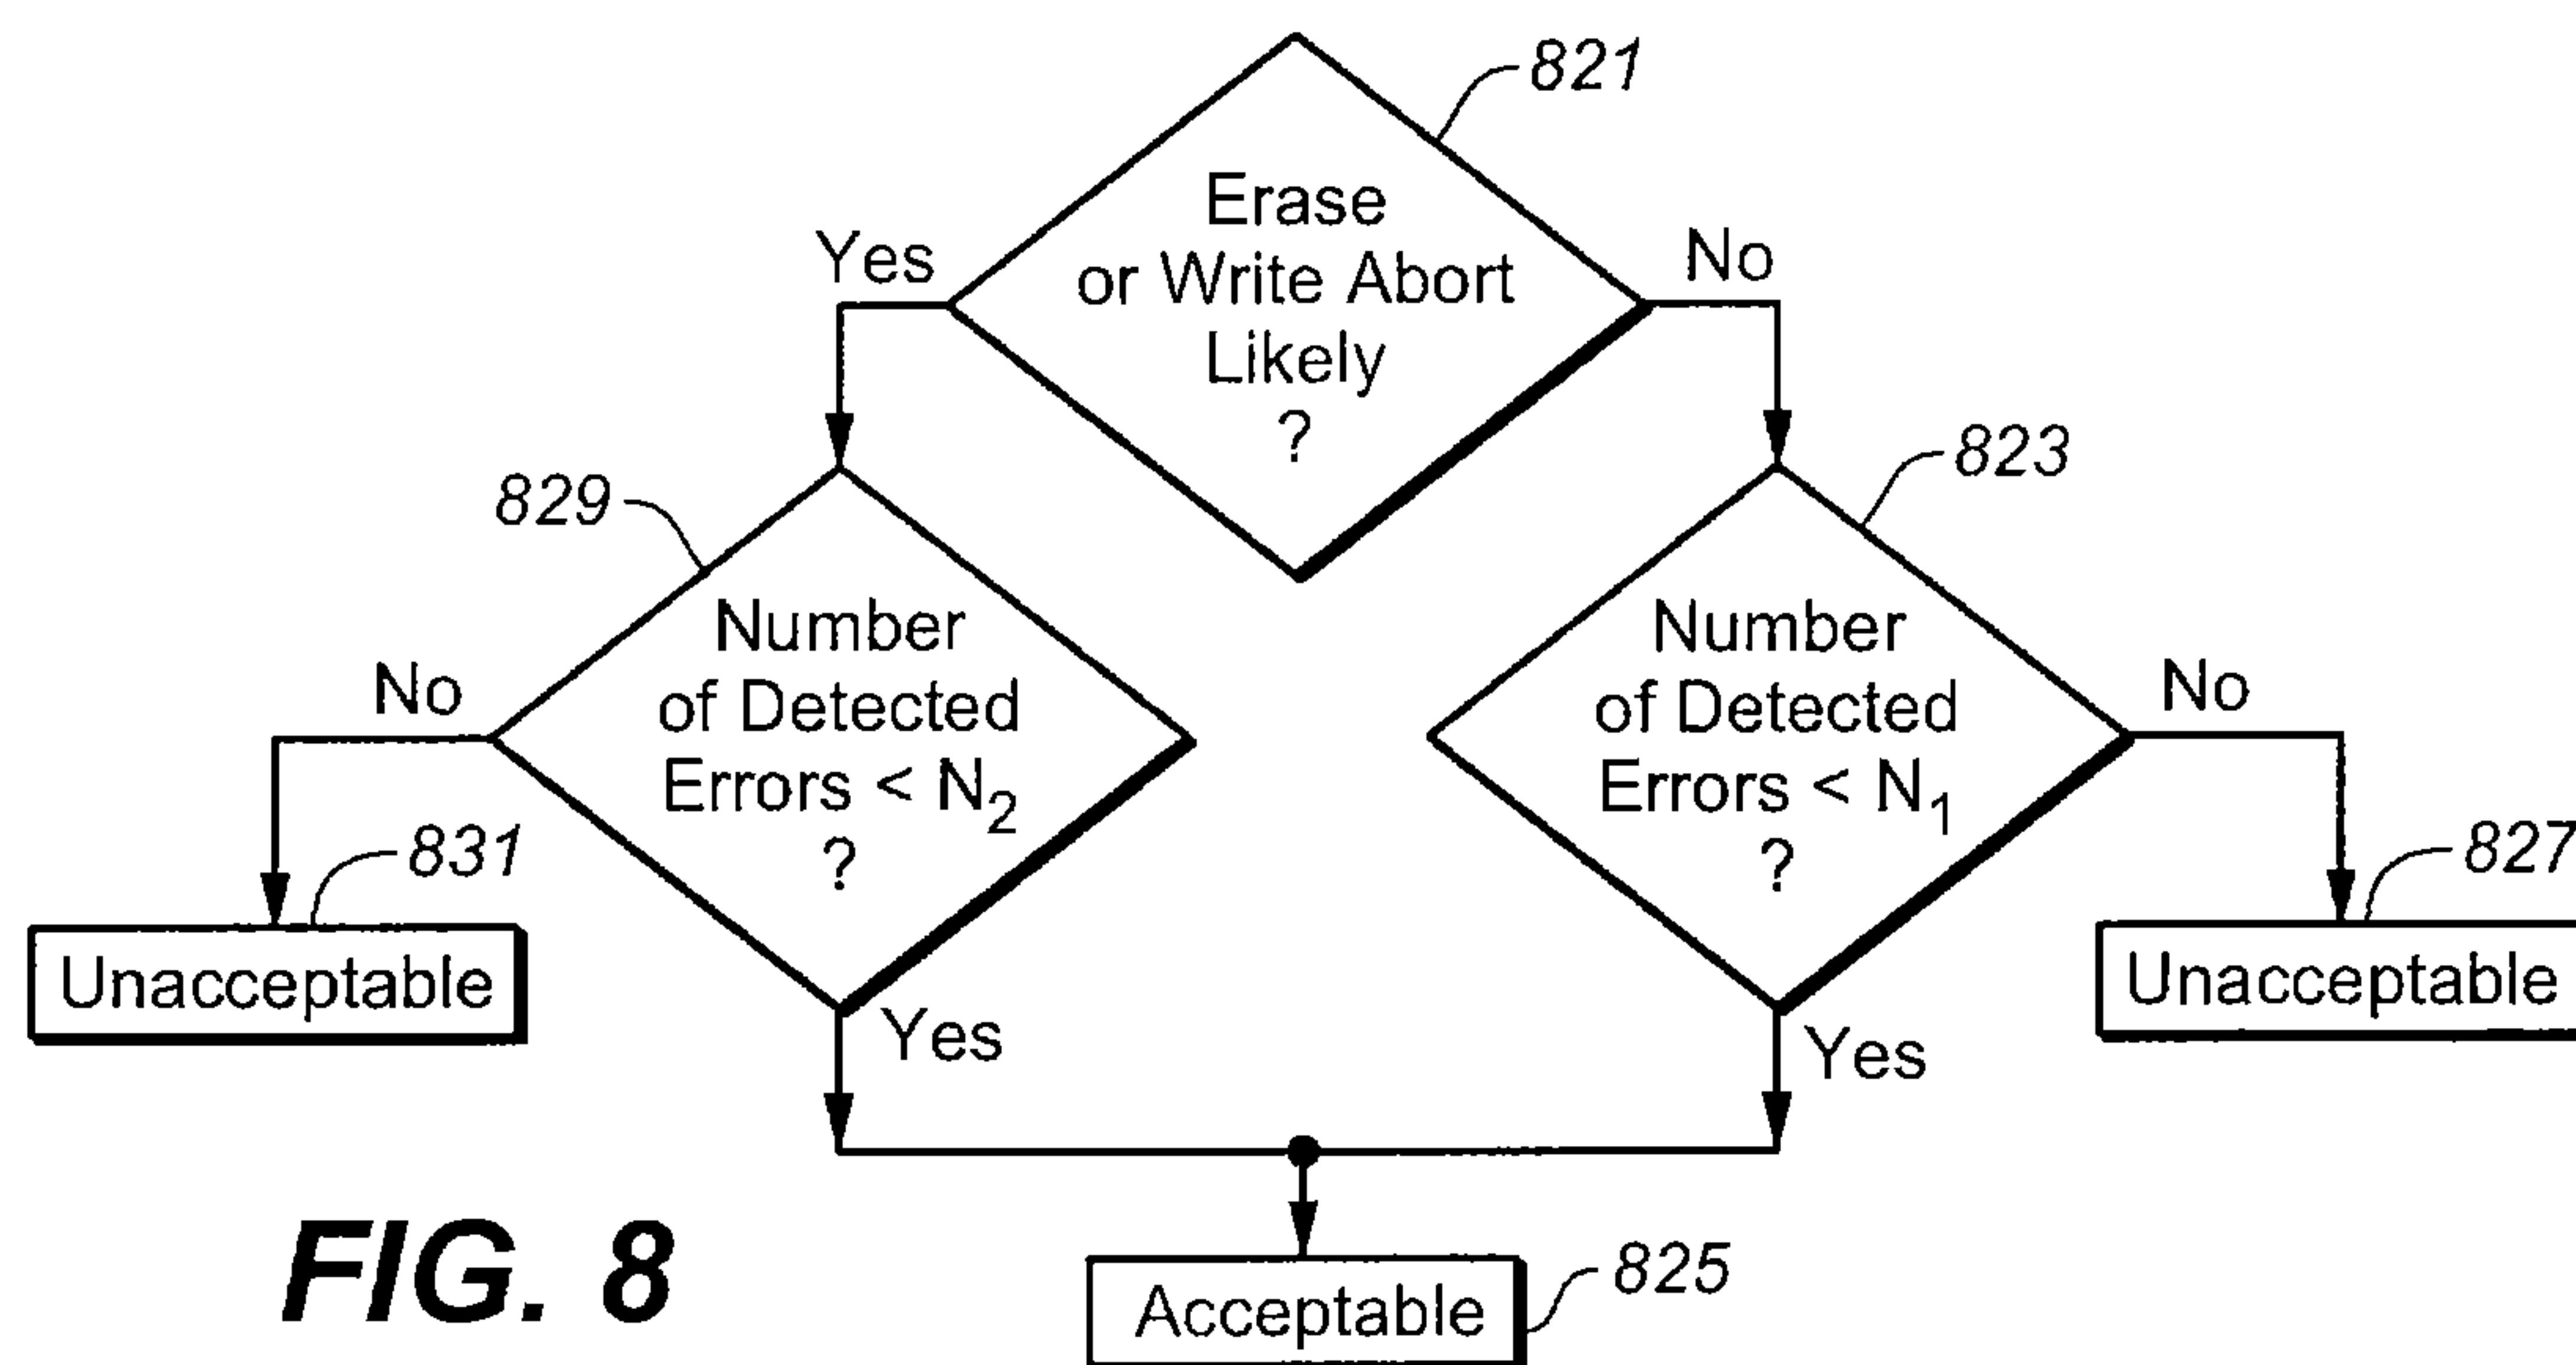 821
Erase
or Write Abort
Likely
?
Yes
No
829
823
Number
of Detected
Errors < N₂
?
Number
of Detected
Errors < N₁
?
No
No
831
827
Unacceptable
Unacceptable
Yes
Yes
FIG. 8
825
Acceptable